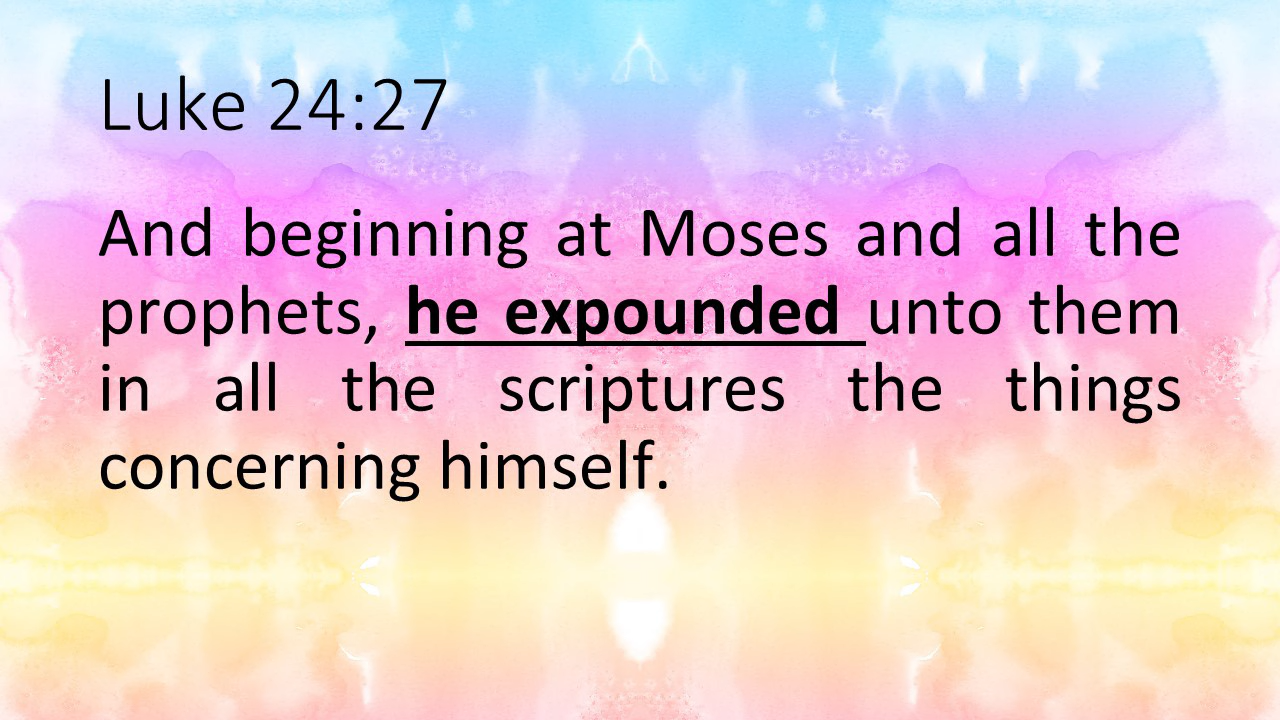 Luke 24:27
And beginning at Moses and all the
prophets, he expounded unto them
in all the scriptures the things
concerning himself.